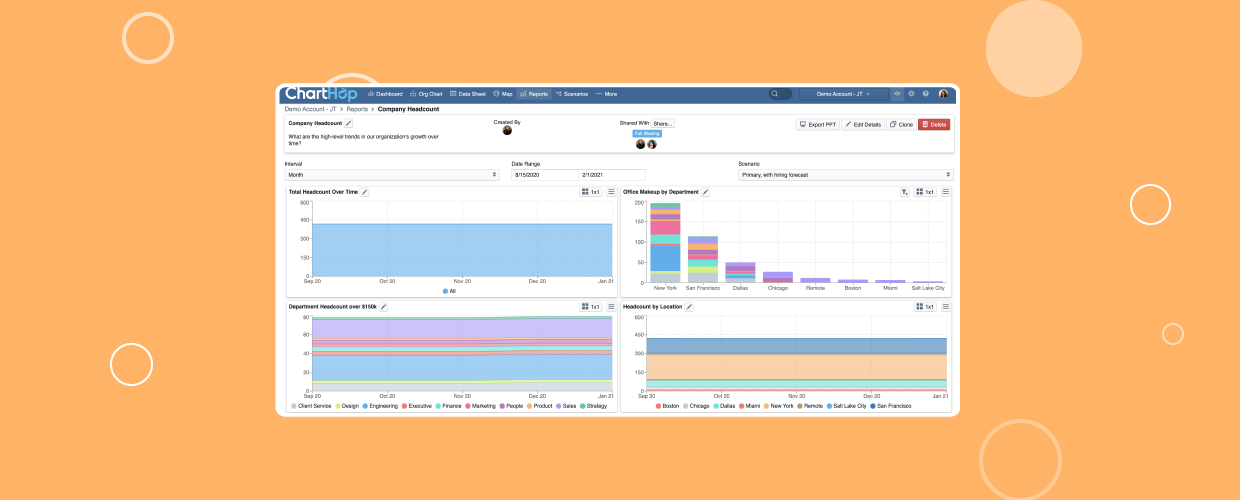 ChartHop Dashboard Org Chart Data Sheet Map Reports Scenarios ··· More Demo Account - JT
Demo Account - JT > Reports > Company Headcount
Company Headcount Created By Shared With Share... Export PPT Edit Details Clone Delete
Full Sharing
What are the high-level trends in our organization's growth over
time?
Interval Date Range Scenario
Month 8/15/2020 2/1/2021 Primary, with hiring forecast
Total Headcount Over Time 1x1
600
450
300
150
0
Sep 20 Oct 20 Nov 20 Dec 20 Jan 21
All
Office Makeup by Department 1x1
200
150
100
50
0
New York San Francisco Dallas Chicago Remote Boston Miami Salt Lake City
Department Headcount over $150k 1x1
80
60
40
20
0
Sep 20 Oct 20 Nov 20 Dec 20 Jan 21
Client Service Design Engineering Executive Finance Marketing People Product Sales Strategy
Headcount by Location 1x1
600
450
300
150
0
Sep 20 Oct 20 Nov 20 Dec 20 Jan 21
Boston Chicago Dallas Miami New York Remote Salt Lake City San Francisco